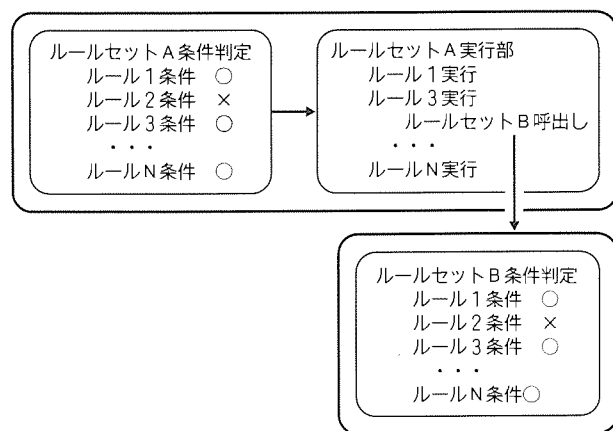 ルールセットA条件判定
ルール1条件 ○
ルール2条件 ×
ルール3条件 ○
・・・
ルールN条件 ○
ルールセットA実行部
ルール1実行
ルール3実行
ルールセットB呼出し
・・・
ルールN実行
ルールセットB条件判定
ルール1条件 ○
ルール2条件 ×
ルール3条件 ○
・・・
ルールN条件○